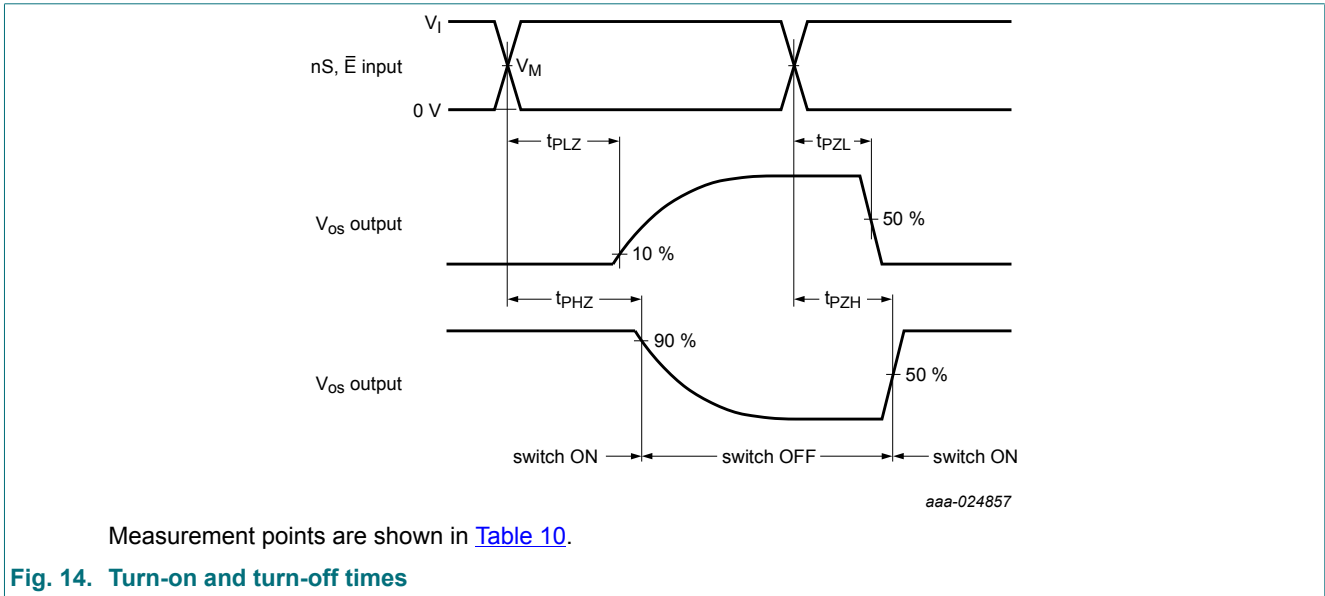 V_I
nS, E̅ input
V_M
0 V
t_PLZ
t_PZL
V_os output
50 %
10 %
t_PHZ
t_PZH
90 %
V_os output
50 %
switch ON
switch OFF
switch ON
aaa-024857
Measurement points are shown in Table 10.
Fig. 14. Turn-on and turn-off times